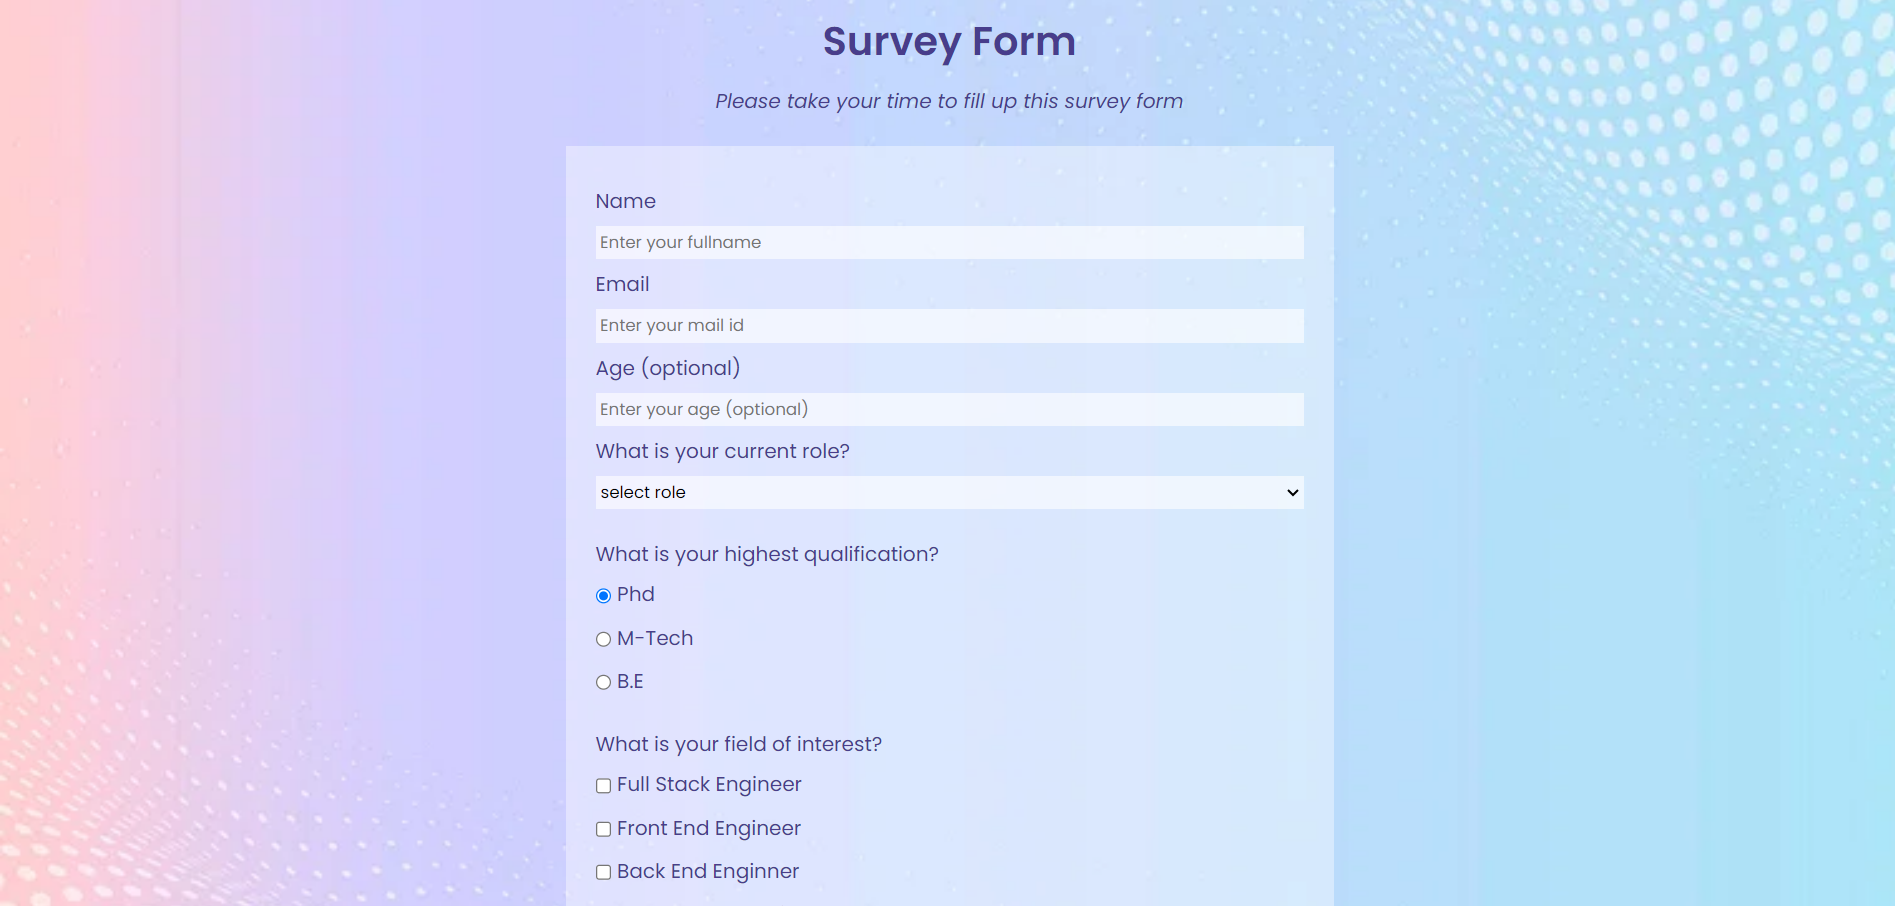 Survey Form
Please take your time to fill up this survey form
Name
Enter your fullname
Email
Enter your mail id
Age (optional)
Enter your age (optional)
What is your current role?
select role
What is your highest qualification?
Phd
M-Tech
B.E
What is your field of interest?
Full Stack Engineer
Front End Engineer
Back End Enginner